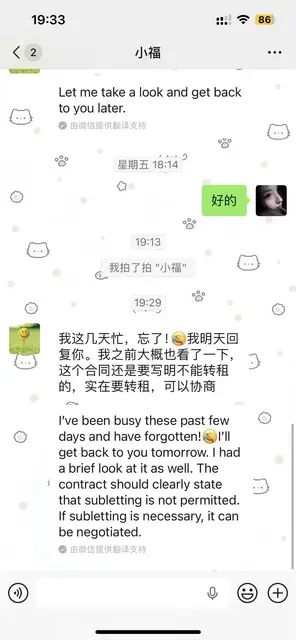 19:33
86
2
小福
Let me take a look and get back
to you later.
由微信提供翻译支持
星期五 18:14
好的
19:13
我拍了拍 "小福"
19:29
我这几天忙，忘了！我明天回
复你。我之前大概也看了一下，
这个合同还是要写明不能转租
的，实在要转租，可以协商
I've been busy these past few
days and have forgotten!I'll
get back to you tomorrow. I had
a brief look at it as well. The
contract should clearly state
that subletting is not permitted.
If subletting is necessary, it can
be negotiated.
由微信提供翻译支持